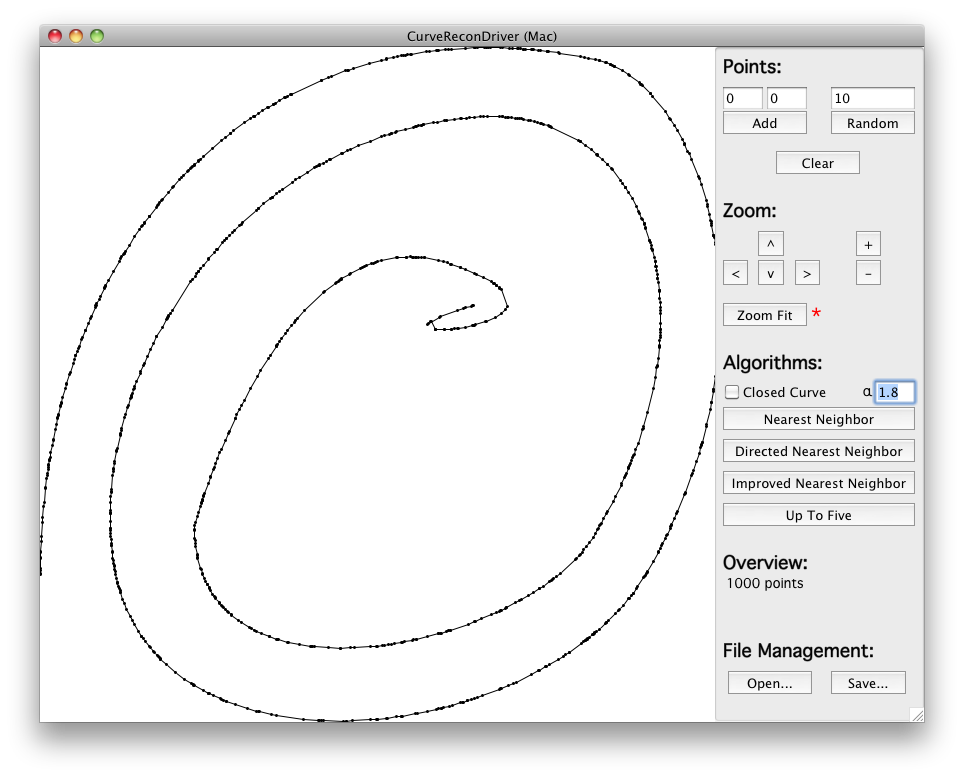 CurveReconDriver (Mac)
Points:
0 0 10
Add Random
Clear
Zoom:
^ +
< v > -
Zoom Fit *
Algorithms:
Closed Curve α 1.8
Nearest Neighbor
Directed Nearest Neighbor
Improved Nearest Neighbor
Up To Five
Overview:
1000 points
File Management:
Open... Save...